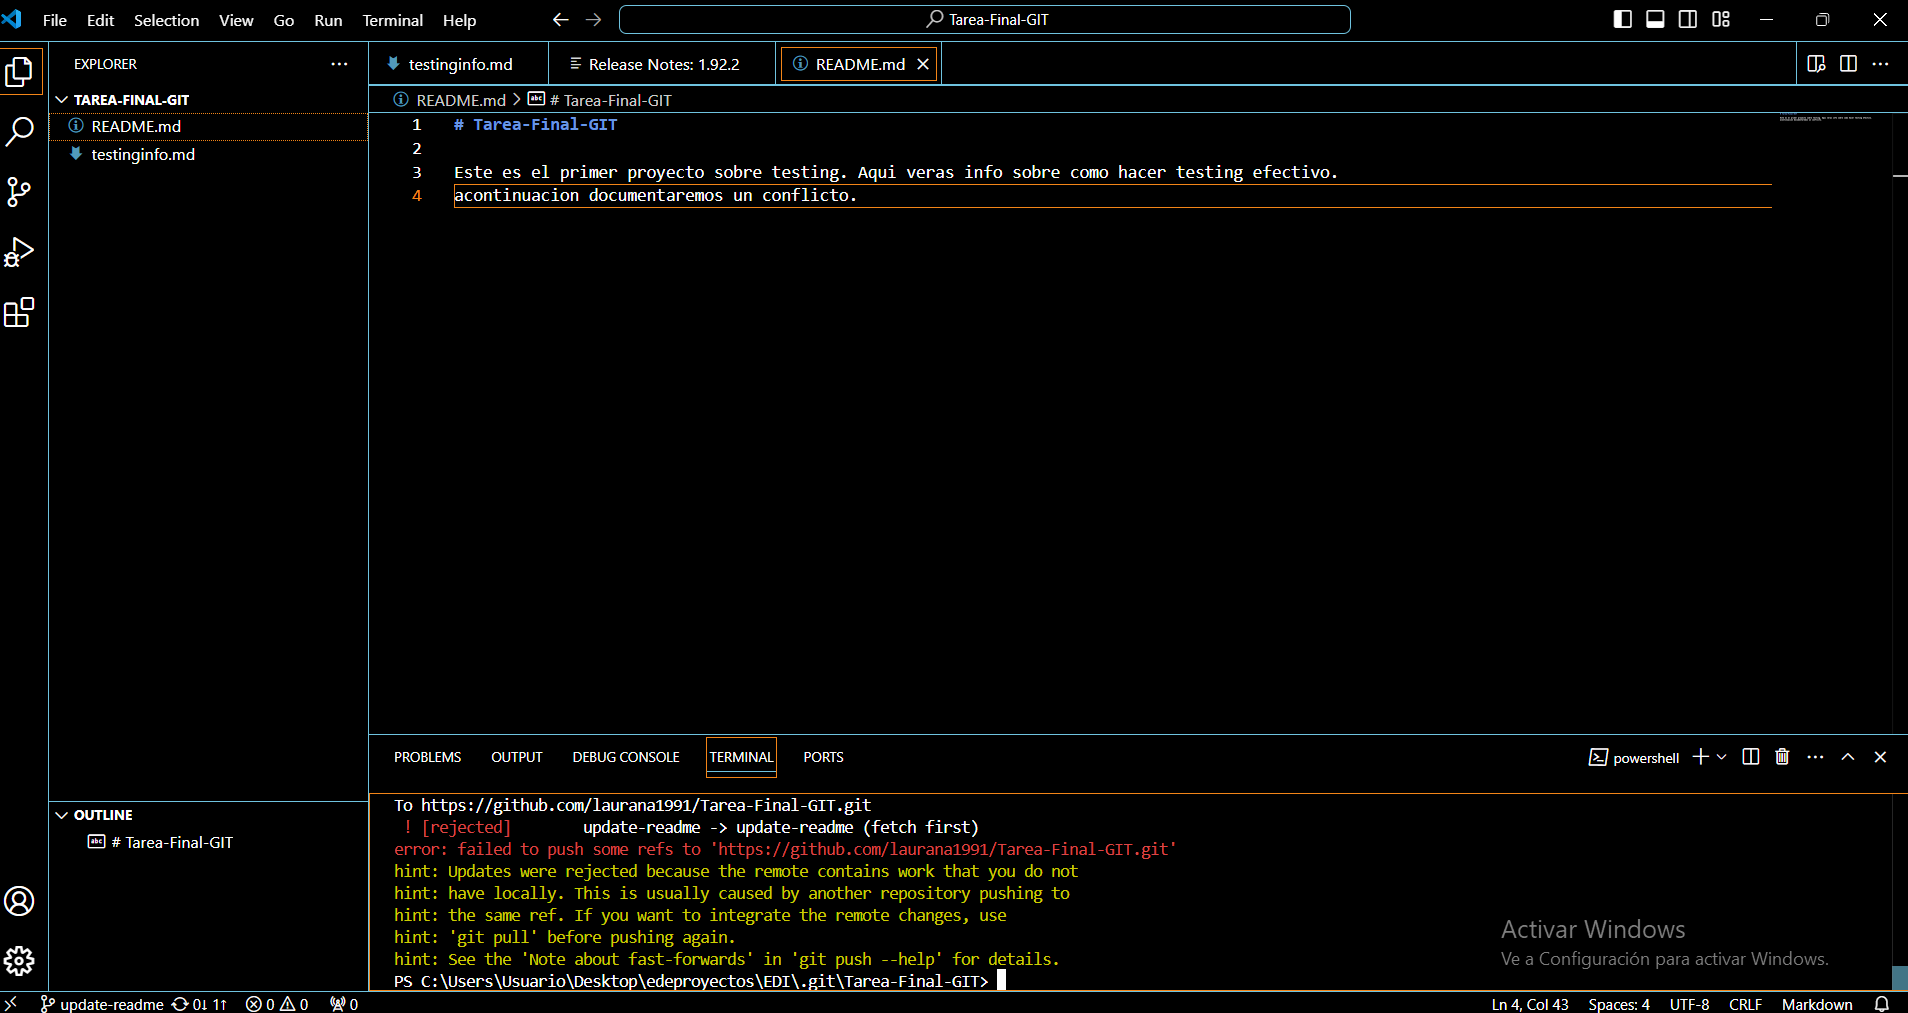 File Edit Selection View Go Run Terminal Help
Tarea-Final-GIT
EXPLORER
testinginfo.md
Release Notes: 1.92.2
README.md
TAREA-FINAL-GIT
README.md
testinginfo.md
README.md > # Tarea-Final-GIT
1 # Tarea-Final-GIT
2
3 Este es el primer proyecto sobre testing. Aqui veras info sobre como hacer testing efectivo.
4 acontinuacion documentaremos un conflicto.
PROBLEMS OUTPUT DEBUG CONSOLE TERMINAL PORTS
powershell
OUTLINE
# Tarea-Final-GIT
To https://github.com/laurana1991/Tarea-Final-GIT.git
! [rejected] update-readme -> update-readme (fetch first)
error: failed to push some refs to 'https://github.com/laurana1991/Tarea-Final-GIT.git'
hint: Updates were rejected because the remote contains work that you do not
hint: have locally. This is usually caused by another repository pushing to
hint: the same ref. If you want to integrate the remote changes, use
hint: 'git pull' before pushing again.
hint: See the 'Note about fast-forwards' in 'git push --help' for details.
PS C:\Users\Usuario\Desktop\edeproyectos\EDI\.git\Tarea-Final-GIT>
Activar Windows
Ve a Configuración para activar Windows.
update-readme 0↓ 1↑ 0 0 0
Ln 4, Col 43 Spaces: 4 UTF-8 CRLF Markdown